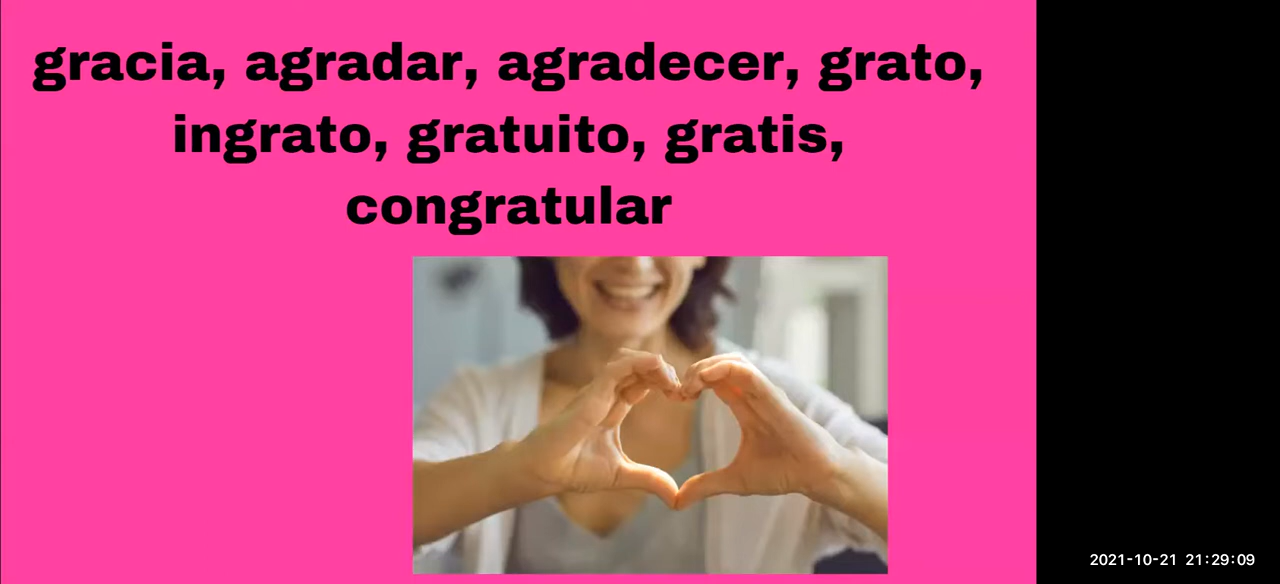 gracia, agradar, agradecer, grato,
ingrato, gratuito, gratis,
congratular
2021-10-21 21:29:09